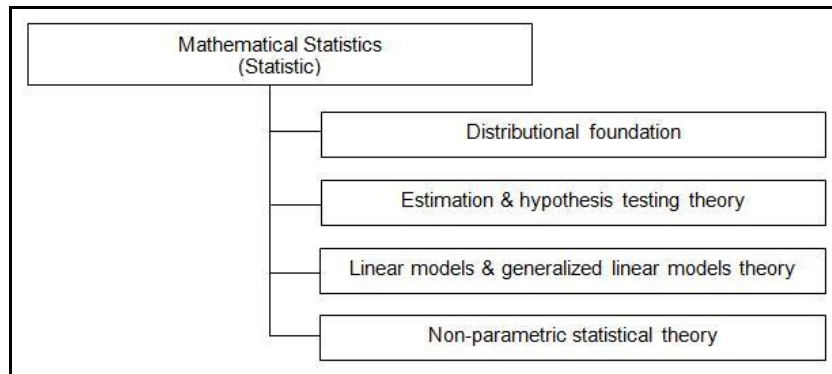 Mathematical Statistics
(Statistic)
Distributional foundation
Estimation & hypothesis testing theory
Linear models & generalized linear models theory
Non-parametric statistical theory